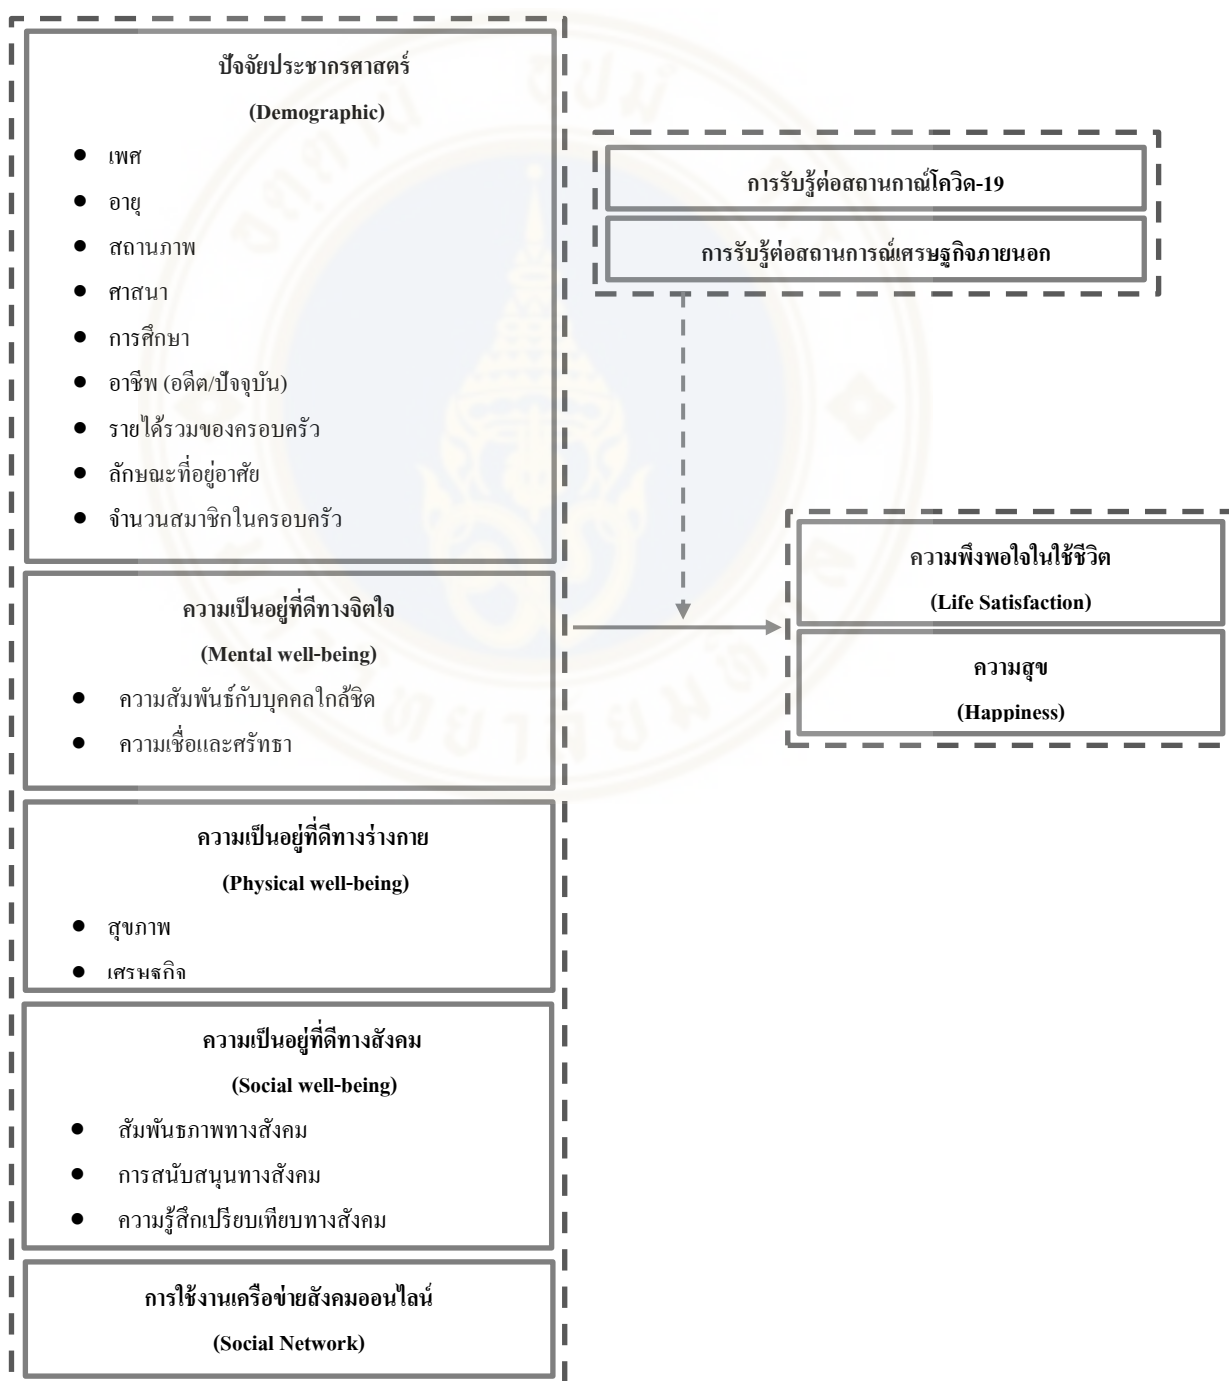 ปัจจัยประชากรศาสตร์
(Demographic)
● เพศ
● อายุ
● สถานภาพ
● ศาสนา
● การศึกษา
● อาชีพ (อดีต/ปัจจุบัน)
● รายได้รวมของครอบครัว
● ลักษณะที่อยู่อาศัย
● จำนวนสมาชิกในครอบครัว
ความเป็นอยู่ที่ดีทางจิตใจ
(Mental well-being)
● ความสัมพันธ์กับบุคคลใกล้ชิด
● ความเชื่อและศรัทธา
ความเป็นอยู่ที่ดีทางร่างกาย
(Physical well-being)
● สุขภาพ
● เศรษฐกิจ
ความเป็นอยู่ที่ดีทางสังคม
(Social well-being)
● สัมพันธภาพทางสังคม
● การสนับสนุนทางสังคม
● ความรู้สึกเปรียบเทียบทางสังคม
การใช้งานเครือข่ายสังคมออนไลน์
(Social Network)
การรับรู้ต่อสถานกาณ์โควิด-19
การรับรู้ต่อสถานการณ์เศรษฐกิจภายนอก
ความพึงพอใจในใช้ชีวิต
(Life Satisfaction)
ความสุข
(Happiness)